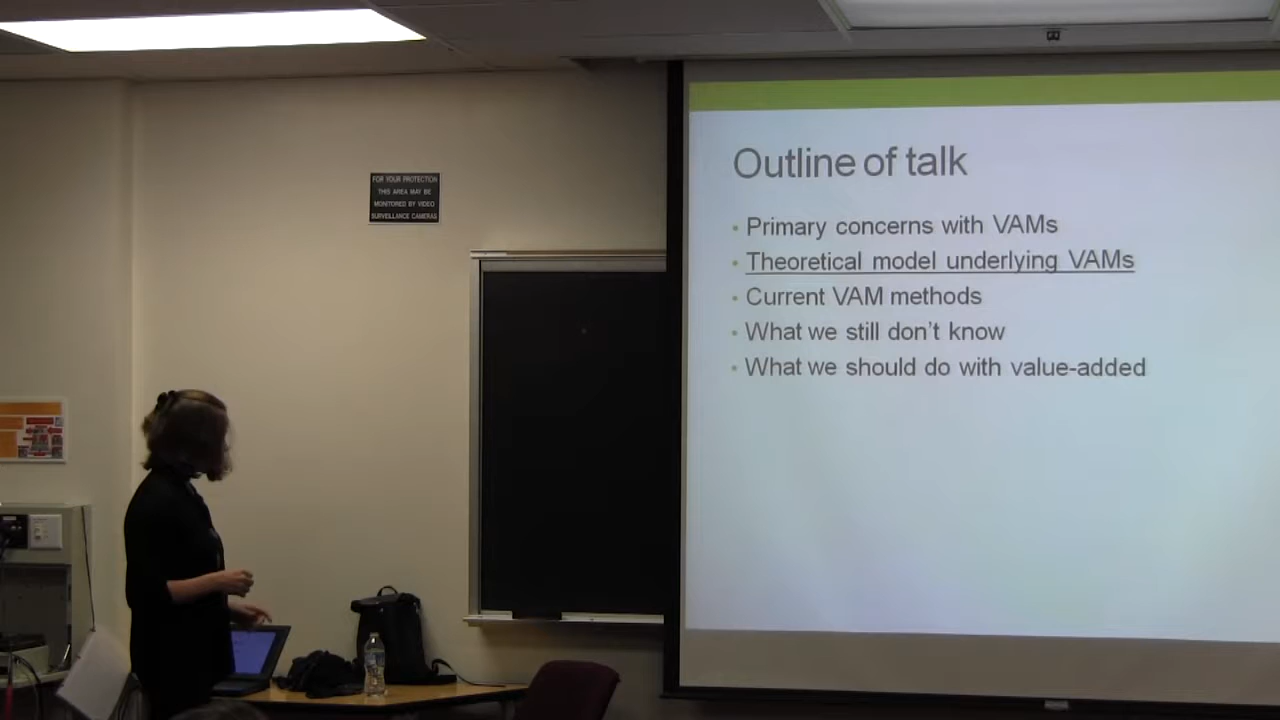 FOR YOUR PROTECTION
THIS AREA MAY BE
MONITORED BY VIDEO
SURVEILLANCE CAMERAS
Outline of talk
• Primary concerns with VAMs
• Theoretical model underlying VAMs
• Current VAM methods
• What we still don't know
• What we should do with value-added